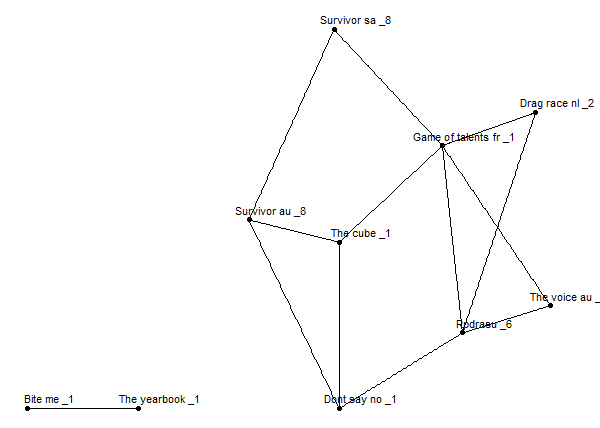 Survivor sa _8
Drag race nl _2
Game of talents fr _1
Survivor au _8
The cube _1
The voice au _
Rodrasu _6
Bite me _1
The yearbook _1
Dont say no _1